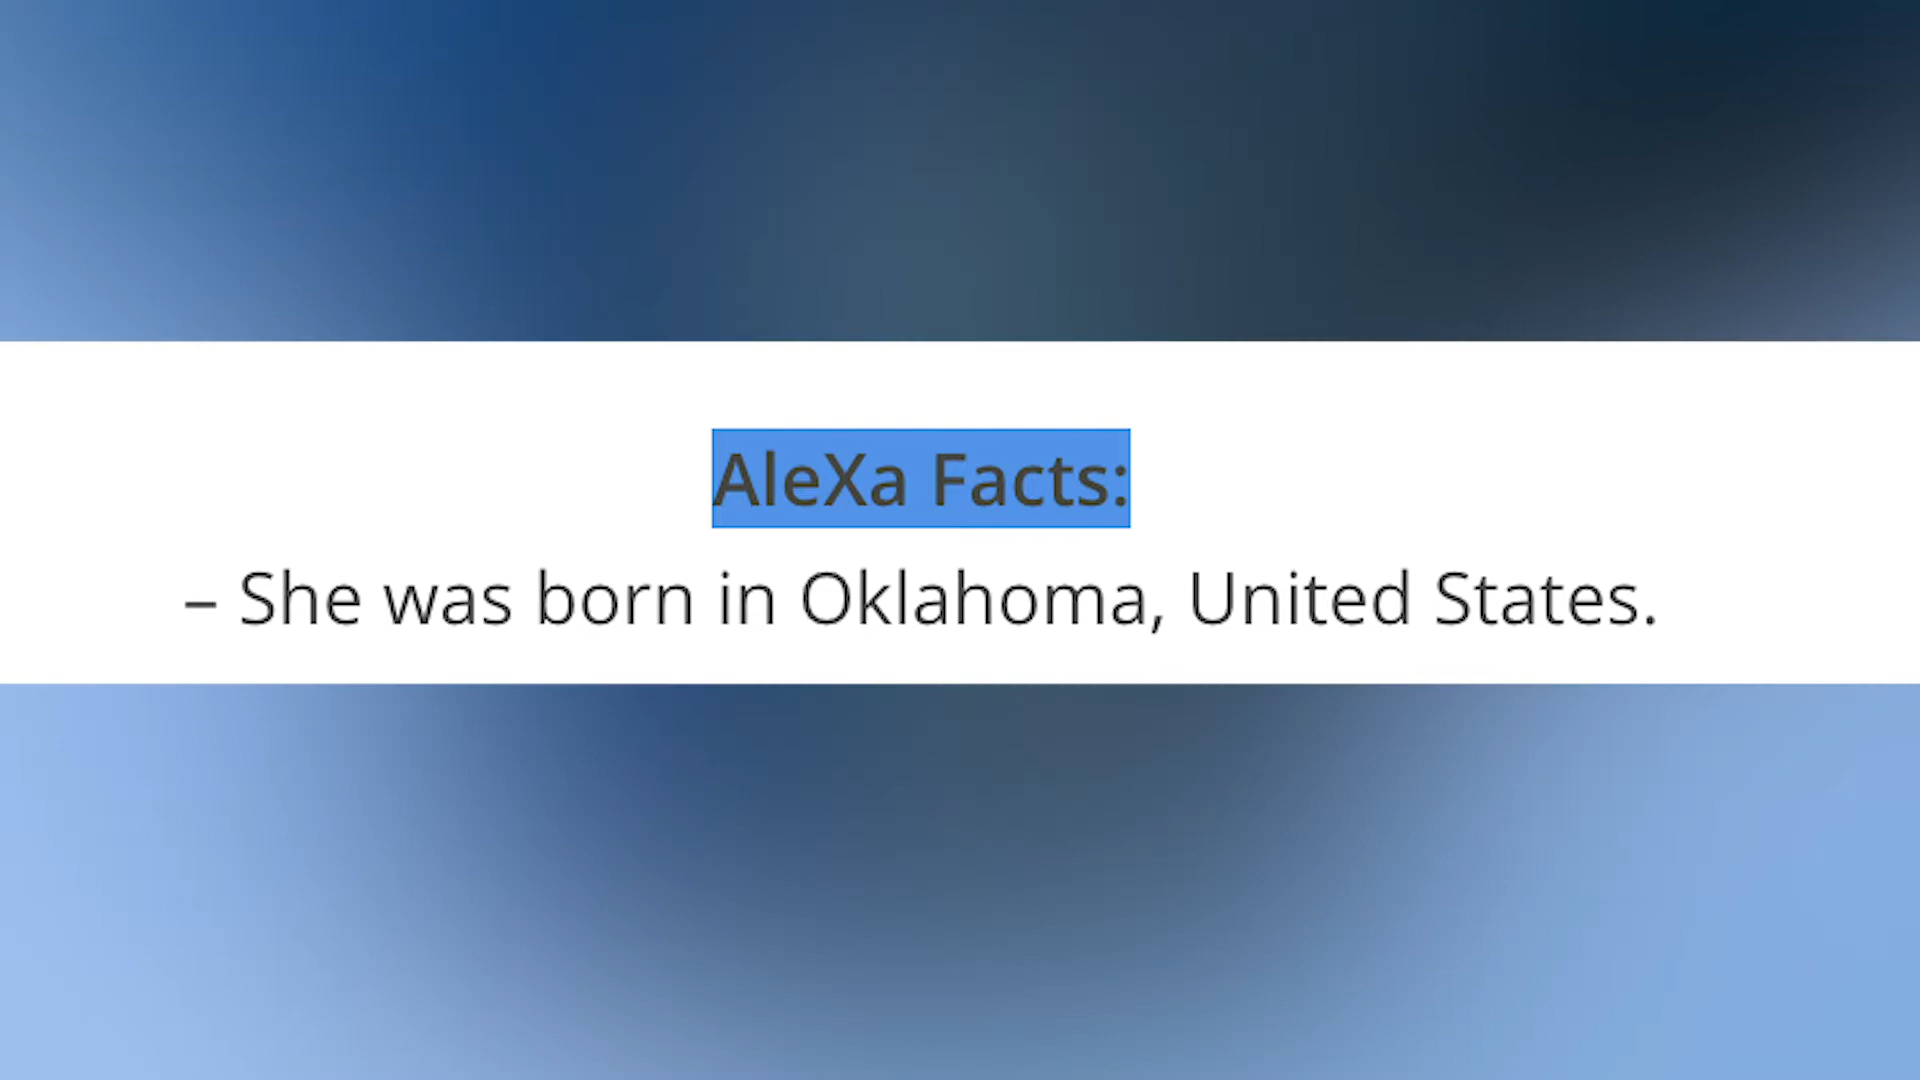 AleXa Facts:
– She was born in Oklahoma, United States.